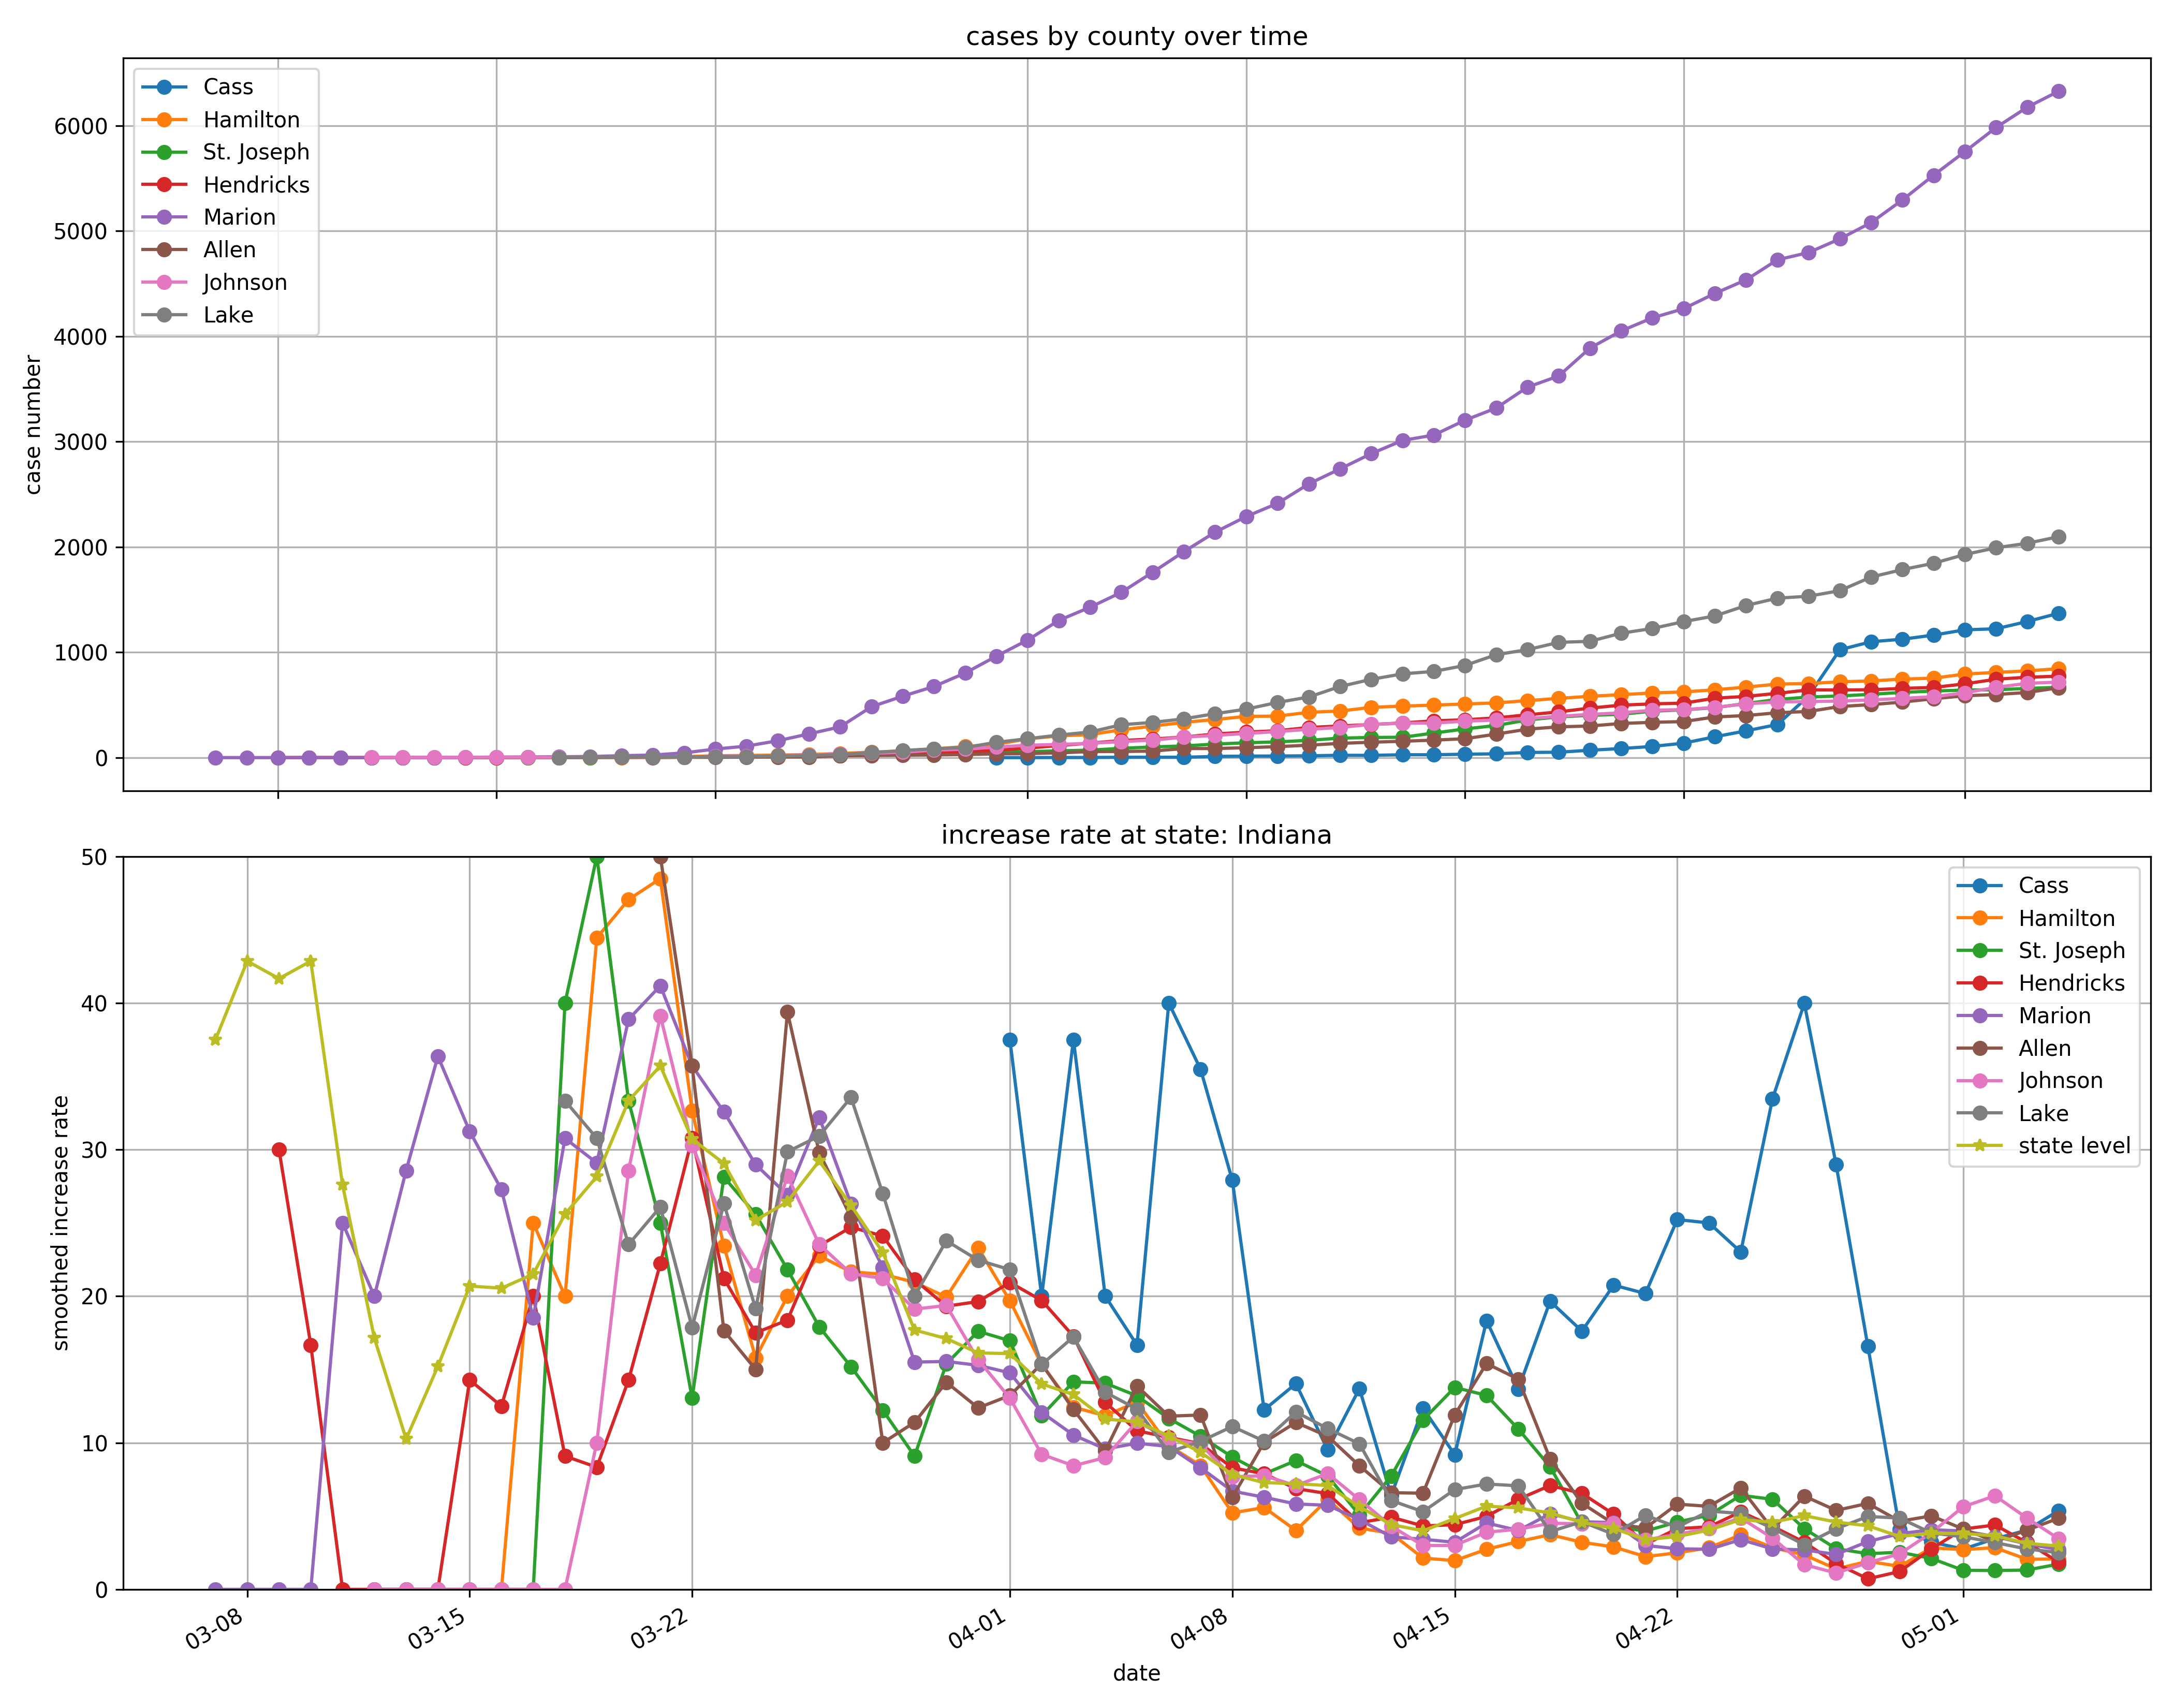 cases by county over time
Cass
Hamilton
St. Joseph
Hendricks
Marion
Allen
Johnson
Lake
6000
5000
4000
3000
2000
1000
0
case number
increase rate at state: Indiana
50
40
30
20
10
0
smoothed increase rate
Cass
Hamilton
St. Joseph
Hendricks
Marion
Allen
Johnson
Lake
state level
03-08
03-15
03-22
04-01
04-08
04-15
04-22
05-01
date